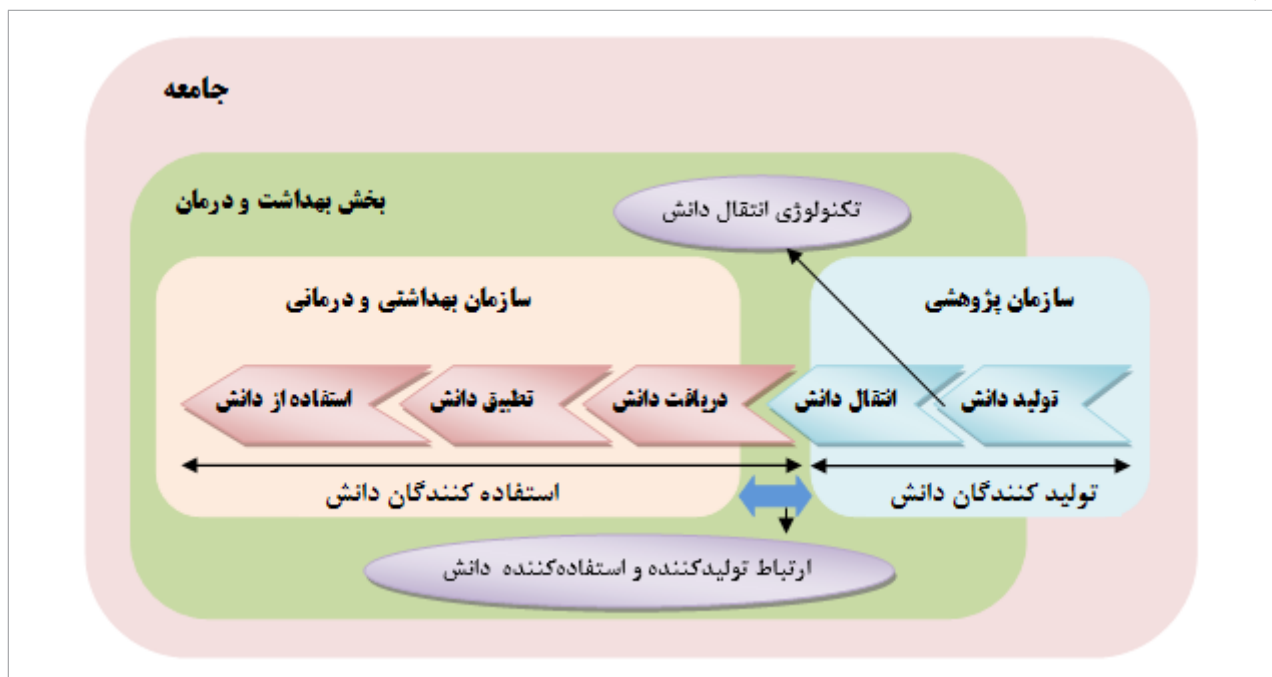 جامعه
بخش بهداشت و درمان
تکنولوژی انتقال دانش
سازمان پژوهشی
سازمان بهداشتی و درمانی
تولید دانش
انتقال دانش
دریافت دانش
تطبیق دانش
استفاده از دانش
تولید کنندگان دانش
استفاده کنندگان دانش
ارتباط تولیدکننده و استفاده‌کننده دانش